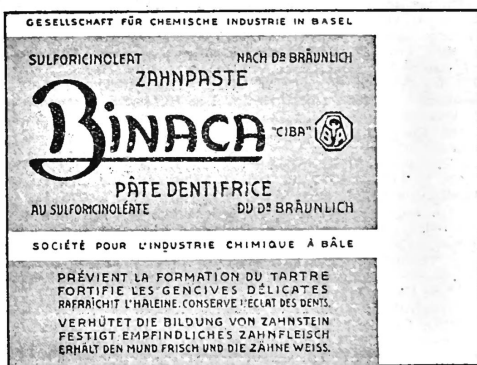 GESELLSCHAFT FÜR CHEMISCHE INDUSTRIE IN BASEL
SULFORICINOLEAT NACH DR BRÄUNLICH
ZAHNPASTE
BINACA "CIBA"
PÂTE DENTIFRICE
AU SULFORICINOLÉATE DU DR BRÄUNLICH
SOCIÉTÉ POUR L'INDUSTRIE CHIMIQUE À BÂLE
PRÉVIENT LA FORMATION DU TARTRE
FORTIFIE LES GENCIVES DÉLICATES
RAFRAÎCHIT L'HALEINE. CONSERVE L'ECLAT DES DENTS.
VERHÜTET DIE BILDUNG VON ZAHNSTEIN
FESTIGT EMPFINDLICHES ZAHNFLEISCH
ERHÄLT DEN MUND FRISCH UND DIE ZÄHNE WEISS.